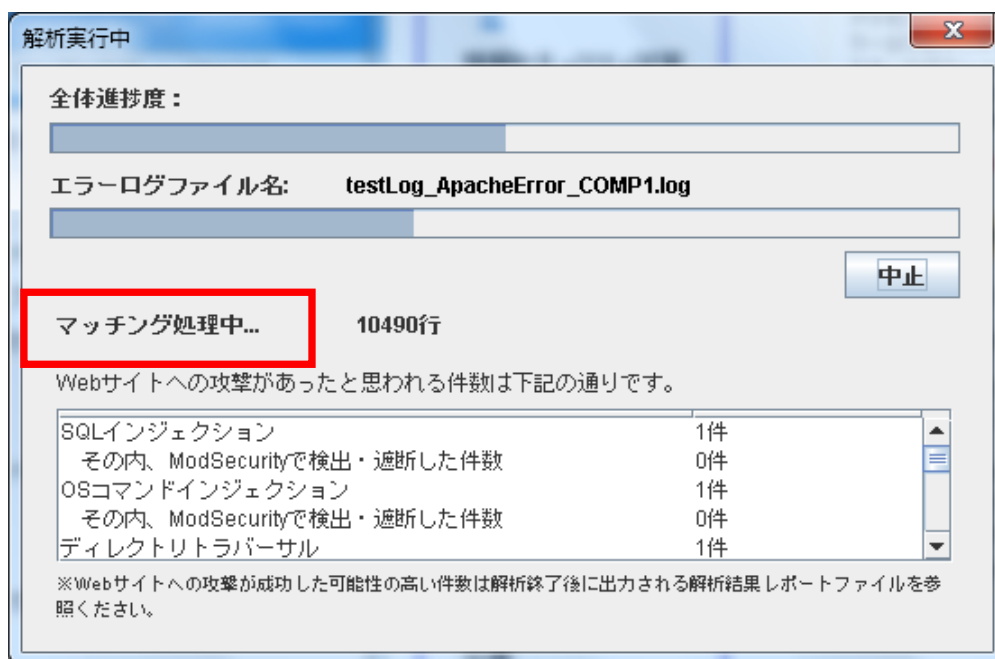 解析実行中
全体進捗度：
エラーログファイル名: testLog_ApacheError_COMP1.log
中止
マッチング処理中... 10490行
Webサイトへの攻撃があったと思われる件数は下記の通りです。
SQLインジェクション 1件
その内、ModSecurityで検出・遮断した件数 0件
OSコマンドインジェクション 1件
その内、ModSecurityで検出・遮断した件数 0件
ディレクトリトラバーサル 1件
※Webサイトへの攻撃が成功した可能性の高い件数は解析終了後に出力される解析結果レポートファイルを参
照ください。